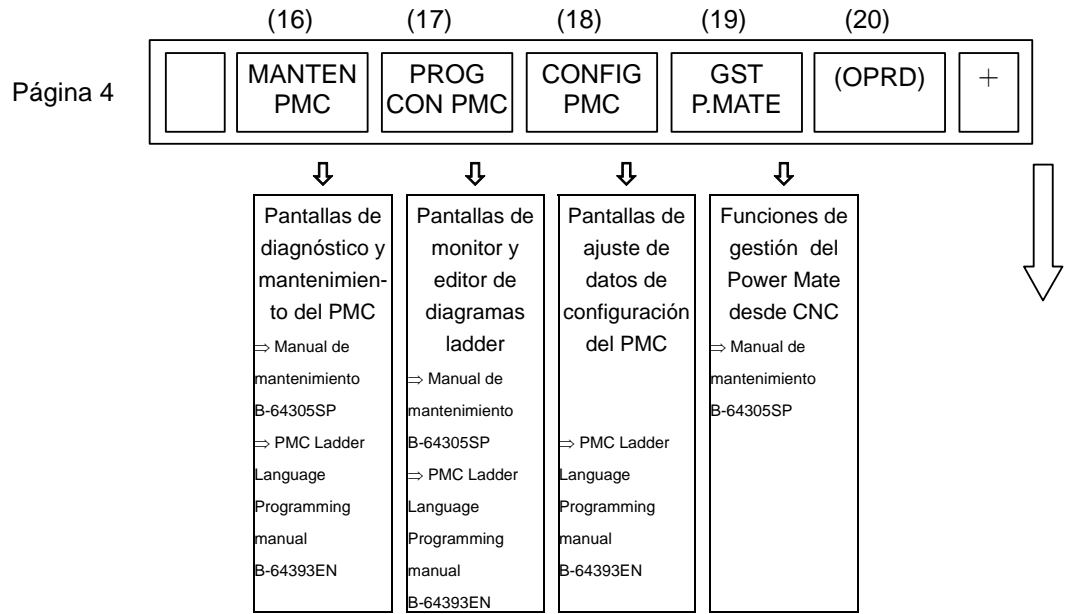 (16) (17) (18) (19) (20)
Página 4
MANTEN
PMC
PROG
CON PMC
CONFIG
PMC
GST
P.MATE
(OPRD)
+
Pantallas de
diagnóstico y
mantenimien-
to del PMC
⇒ Manual de
mantenimiento
B-64305SP
⇒ PMC Ladder
Language
Programming
manual
B-64393EN
Pantallas de
monitor y
editor de
diagramas
ladder
⇒ Manual de
mantenimiento
B-64305SP
⇒ PMC Ladder
Language
Programming
manual
B-64393EN
Pantallas de
ajuste de
datos de
configuración
del PMC
⇒ PMC Ladder
Language
Programming
manual
B-64393EN
Funciones de
gestión del
Power Mate
desde CNC
⇒ Manual de
mantenimiento
B-64305SP